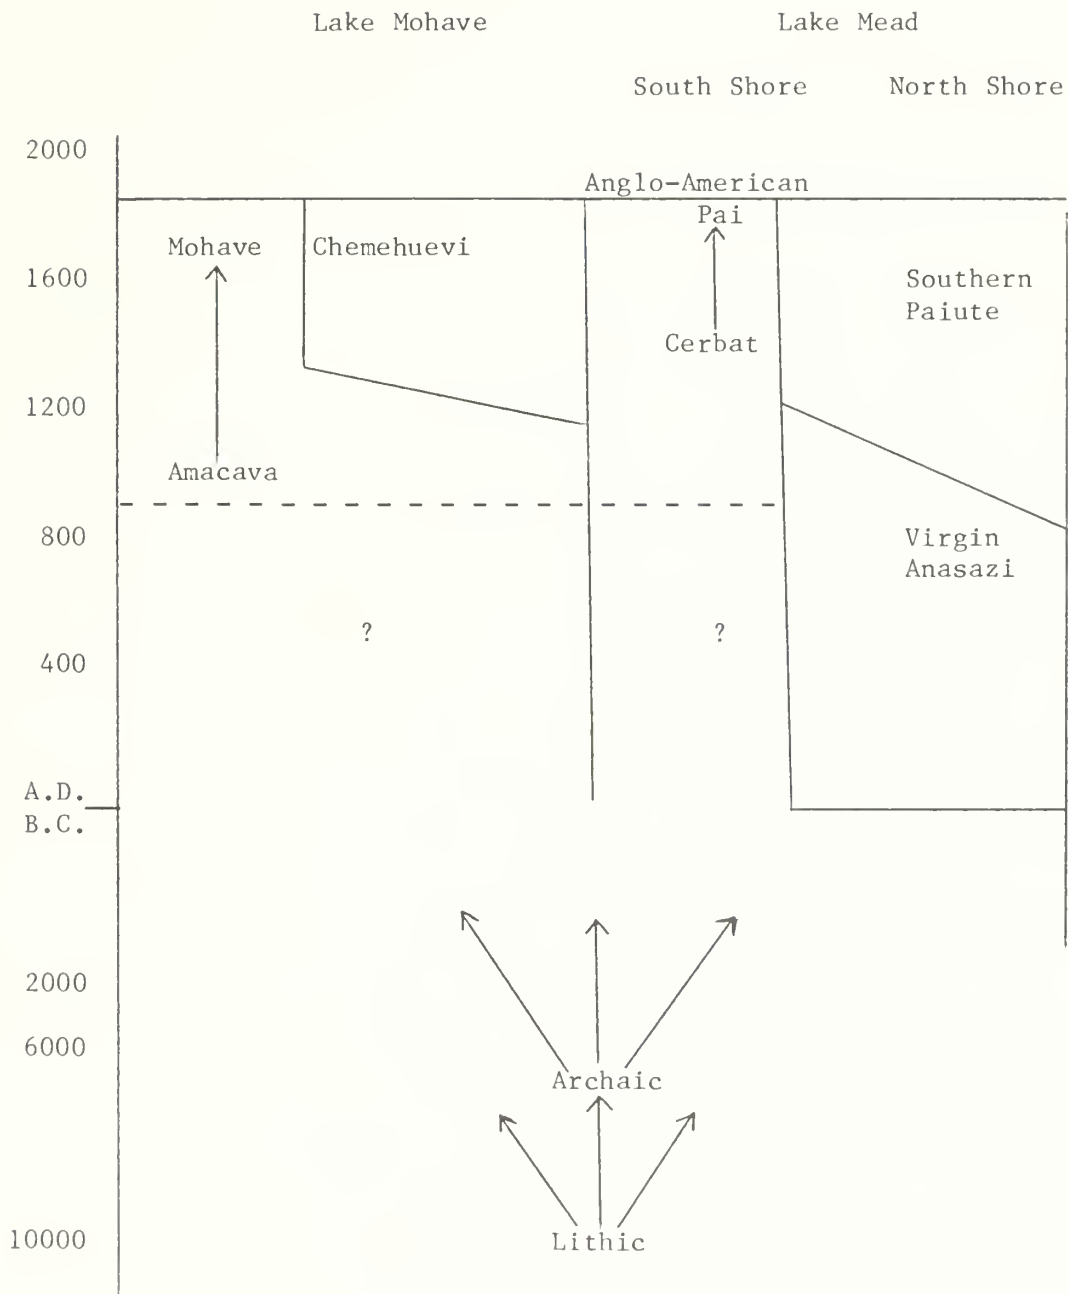 Lake Mohave Lake Mead
South Shore North Shore
2000
Anglo-American
Pai
Mohave Chemehuevi
1600 Southern
Paiute
Cerbat
1200
Amacava
800 Virgin
Anasazi
? ?
400
A.D.
B.C.
2000
6000
Archaic
Lithic
10000